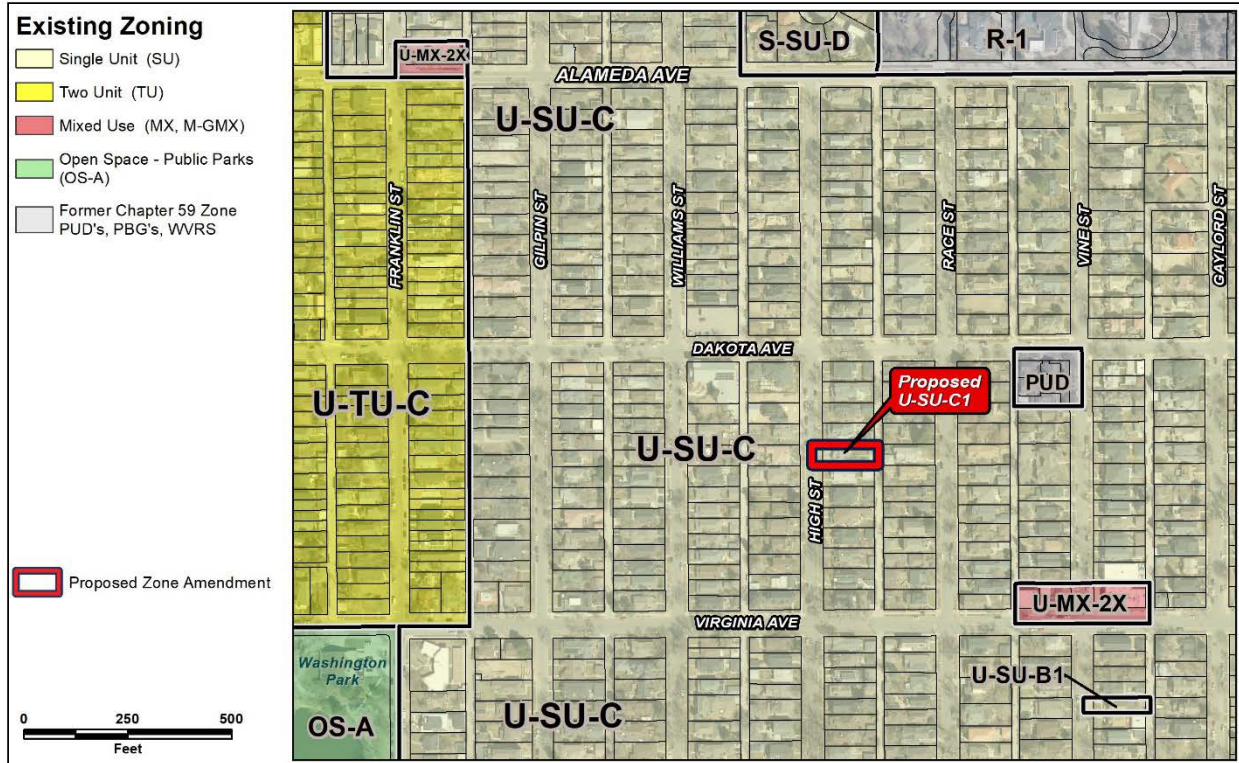 Existing Zoning
Single Unit (SU)
Two Unit (TU)
Mixed Use (MX, M-GMX)
Open Space - Public Parks
(OS-A)
Former Chapter 59 Zone
PUD's, PBG's, WVRS
Proposed Zone Amendment
0 250 500
Feet
U-MX-2X
S-SU-D
R-1
ALAMEDA AVE
U-SU-C
FRANKLIN ST
GILPIN ST
WILLIAMS ST
RACE ST
VINE ST
GAYLORD ST
DAKOTA AVE
U-TU-C
Proposed
U-SU-C1
PUD
U-SU-C
HIGH ST
U-MX-2X
VIRGINIA AVE
Washington
Park
OS-A
U-SU-C
U-SU-B1